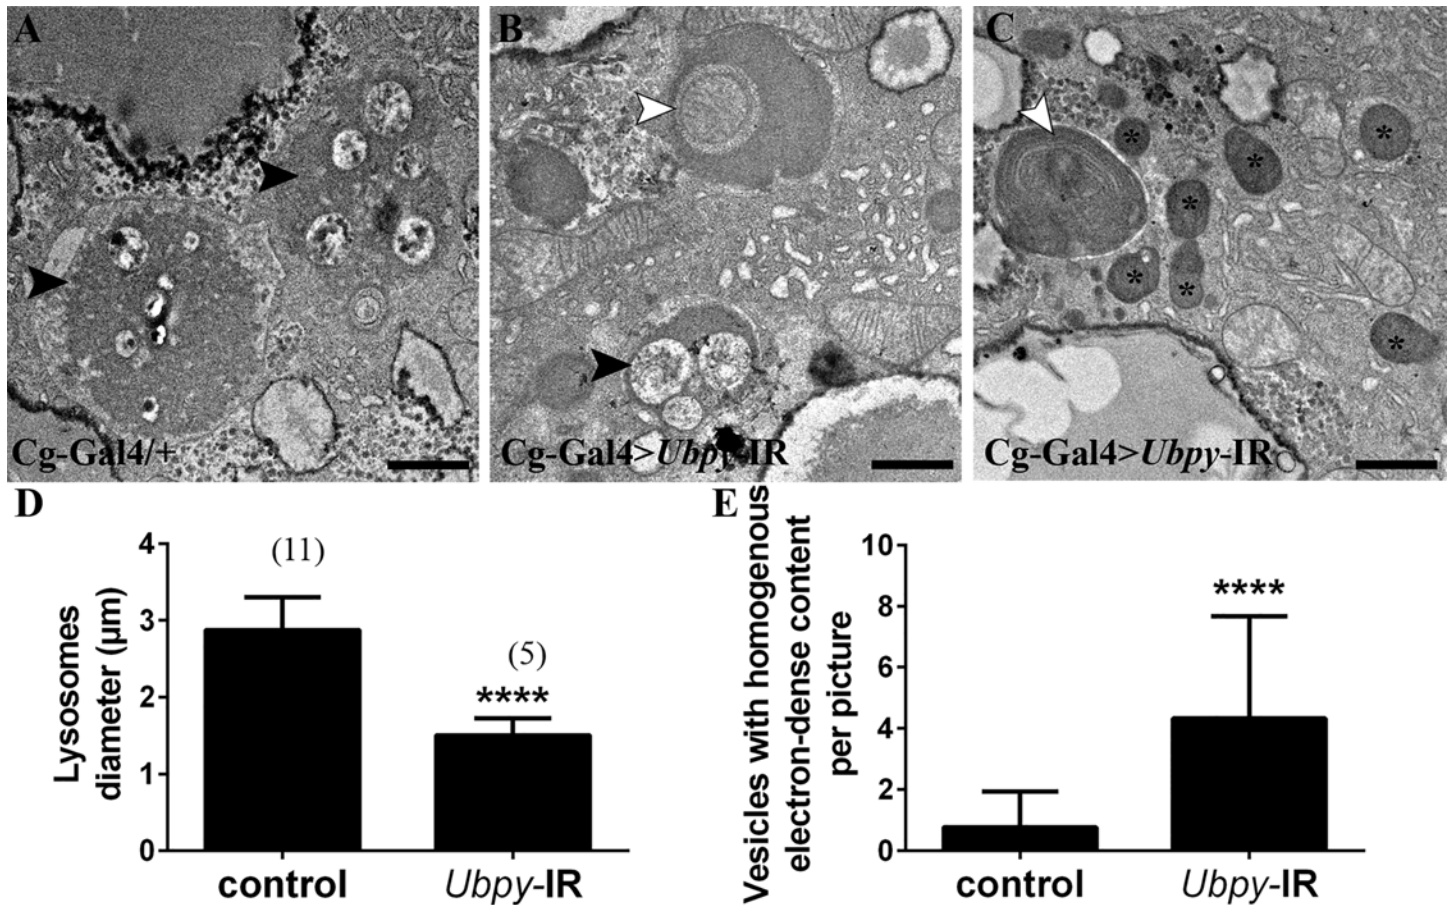 A
B
C
*
*
*
*
*
*
*
Cg-Gal4/+
Cg-Gal4>Ubpy-IR
Cg-Gal4>Ubpy-IR
D
Lysosomes
diameter (μm)
4
3
2
1
0
(11)
(5)
****
control
Ubpy-IR
E
Vesicles with homogenous
electron-dense content
per picture
10
8
6
4
2
0
****
control
Ubpy-IR